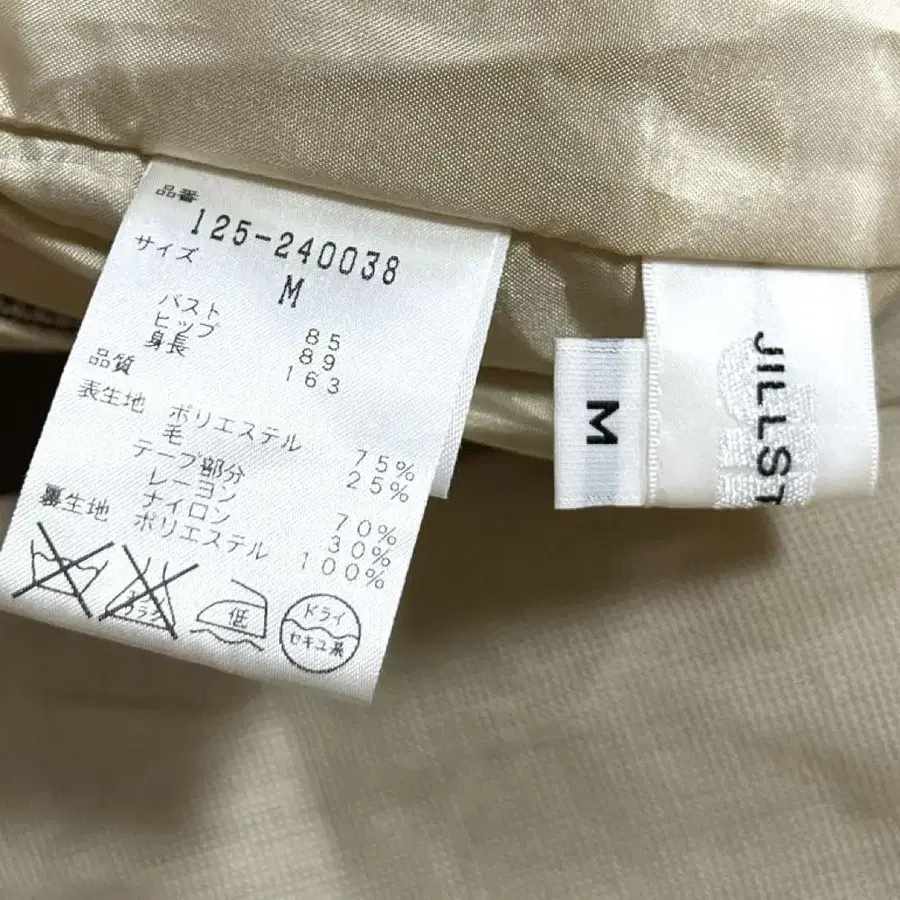 品番
125-240038
サイズ
M
バスト 85
ヒップ 89
身長 163
品質
表生地 ポリエステル 75%
毛 25%
テープ部分
レーヨン 70%
ナイロン 30%
裏生地 ポリエステル 100%
低
ドライ
セキユ系
M
JILLST